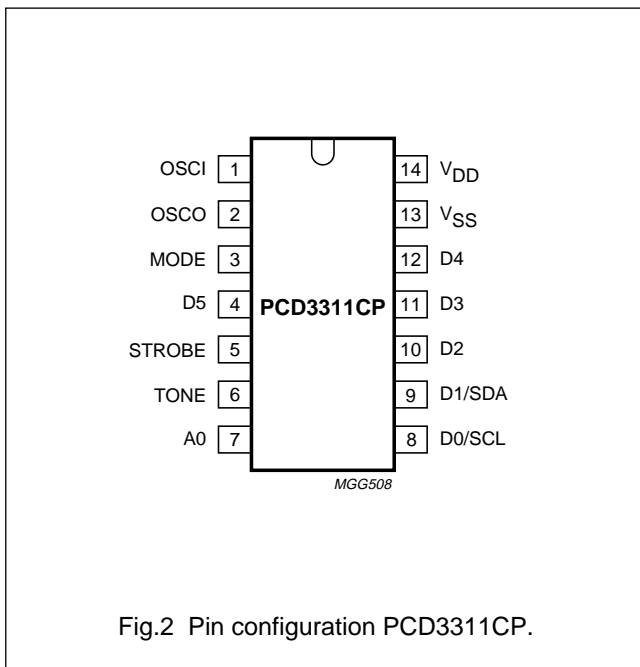 OSCI 1 14 VDD
OSCO 2 13 VSS
MODE 3 12 D4
D5 4 PCD3311CP 11 D3
STROBE 5 10 D2
TONE 6 9 D1/SDA
A0 7 8 D0/SCL
MGG508
Fig.2 Pin configuration PCD3311CP.